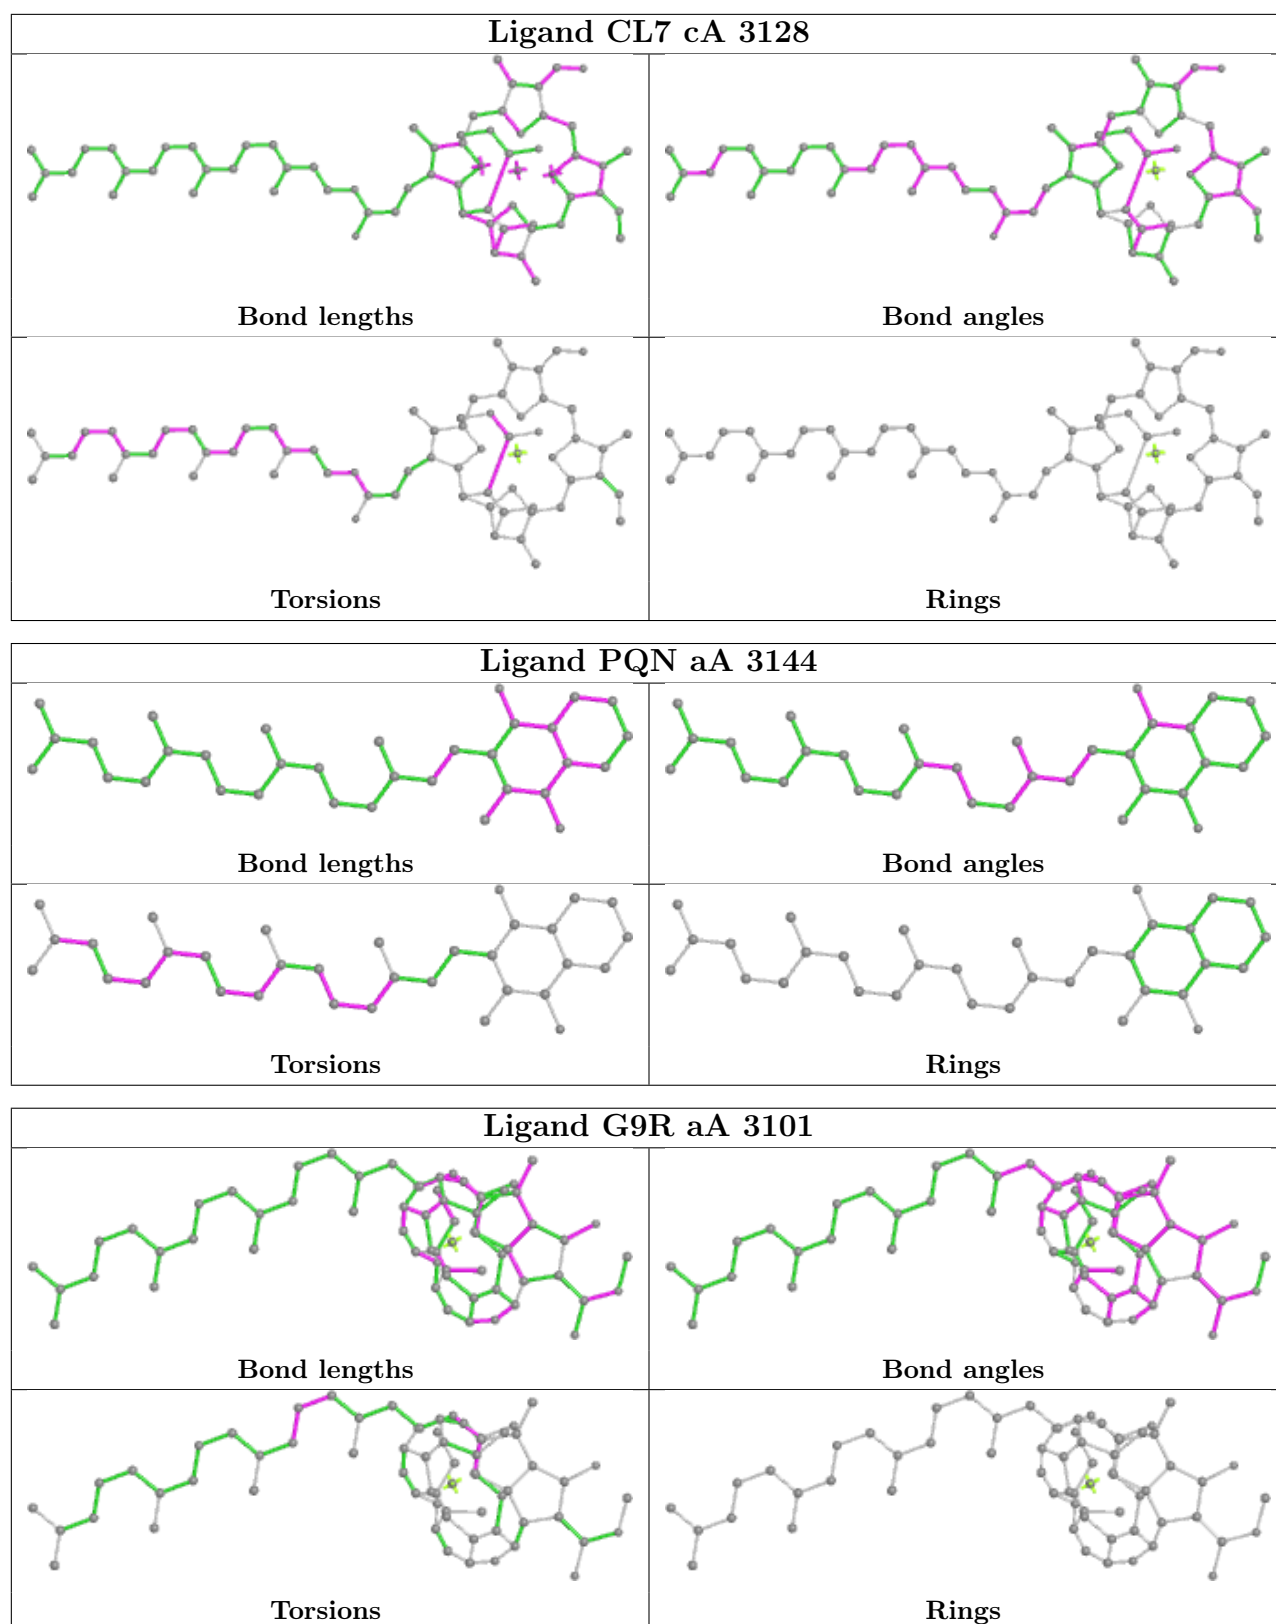 Ligand CL7 cA 3128
Bond lengths
Bond angles
Torsions
Rings
Ligand PQN aA 3144
Bond lengths
Bond angles
Torsions
Rings
Ligand G9R aA 3101
Bond lengths
Bond angles
Torsions
Rings